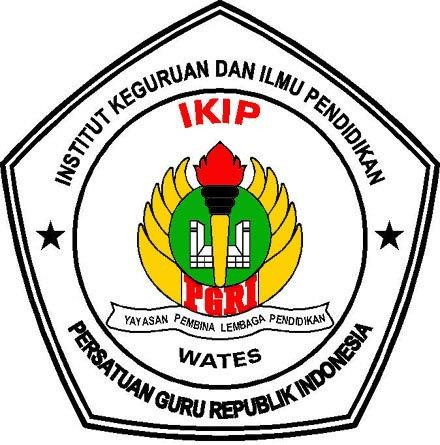 INSTITUT KEGURUAN DAN ILMU PENDIDIKAN
IKIP
PGRI
YAYASAN PEMBINA LEMBAGA PENDIDIKAN
WATES
PERSATUAN GURU REPUBLIK INDONESIA